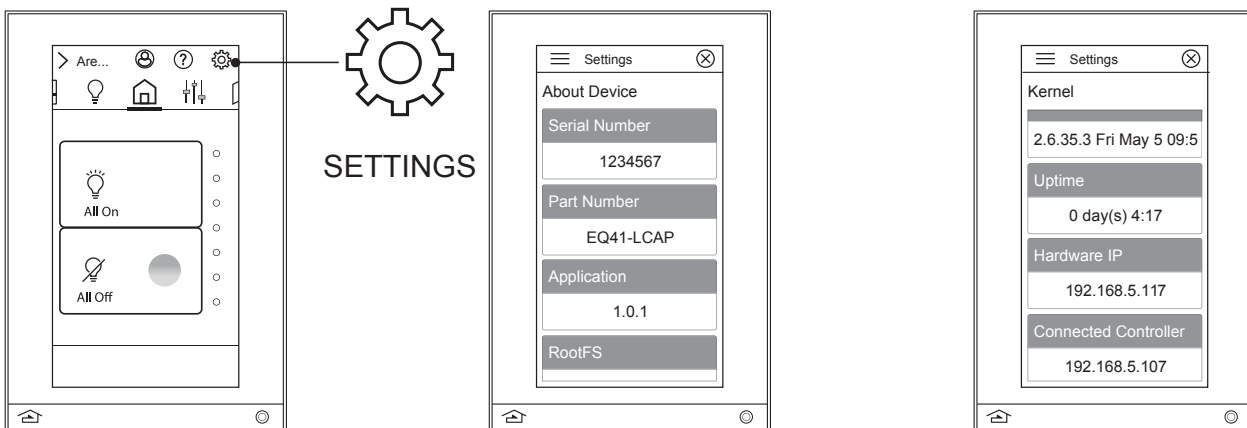 Are...
All On
All Off
SETTINGS
Settings
About Device
Serial Number
1234567
Part Number
EQ41-LCAP
Application
1.0.1
RootFS
Settings
Kernel
2.6.35.3 Fri May 5 09:5
Uptime
0 day(s) 4:17
Hardware IP
192.168.5.117
Connected Controller
192.168.5.107